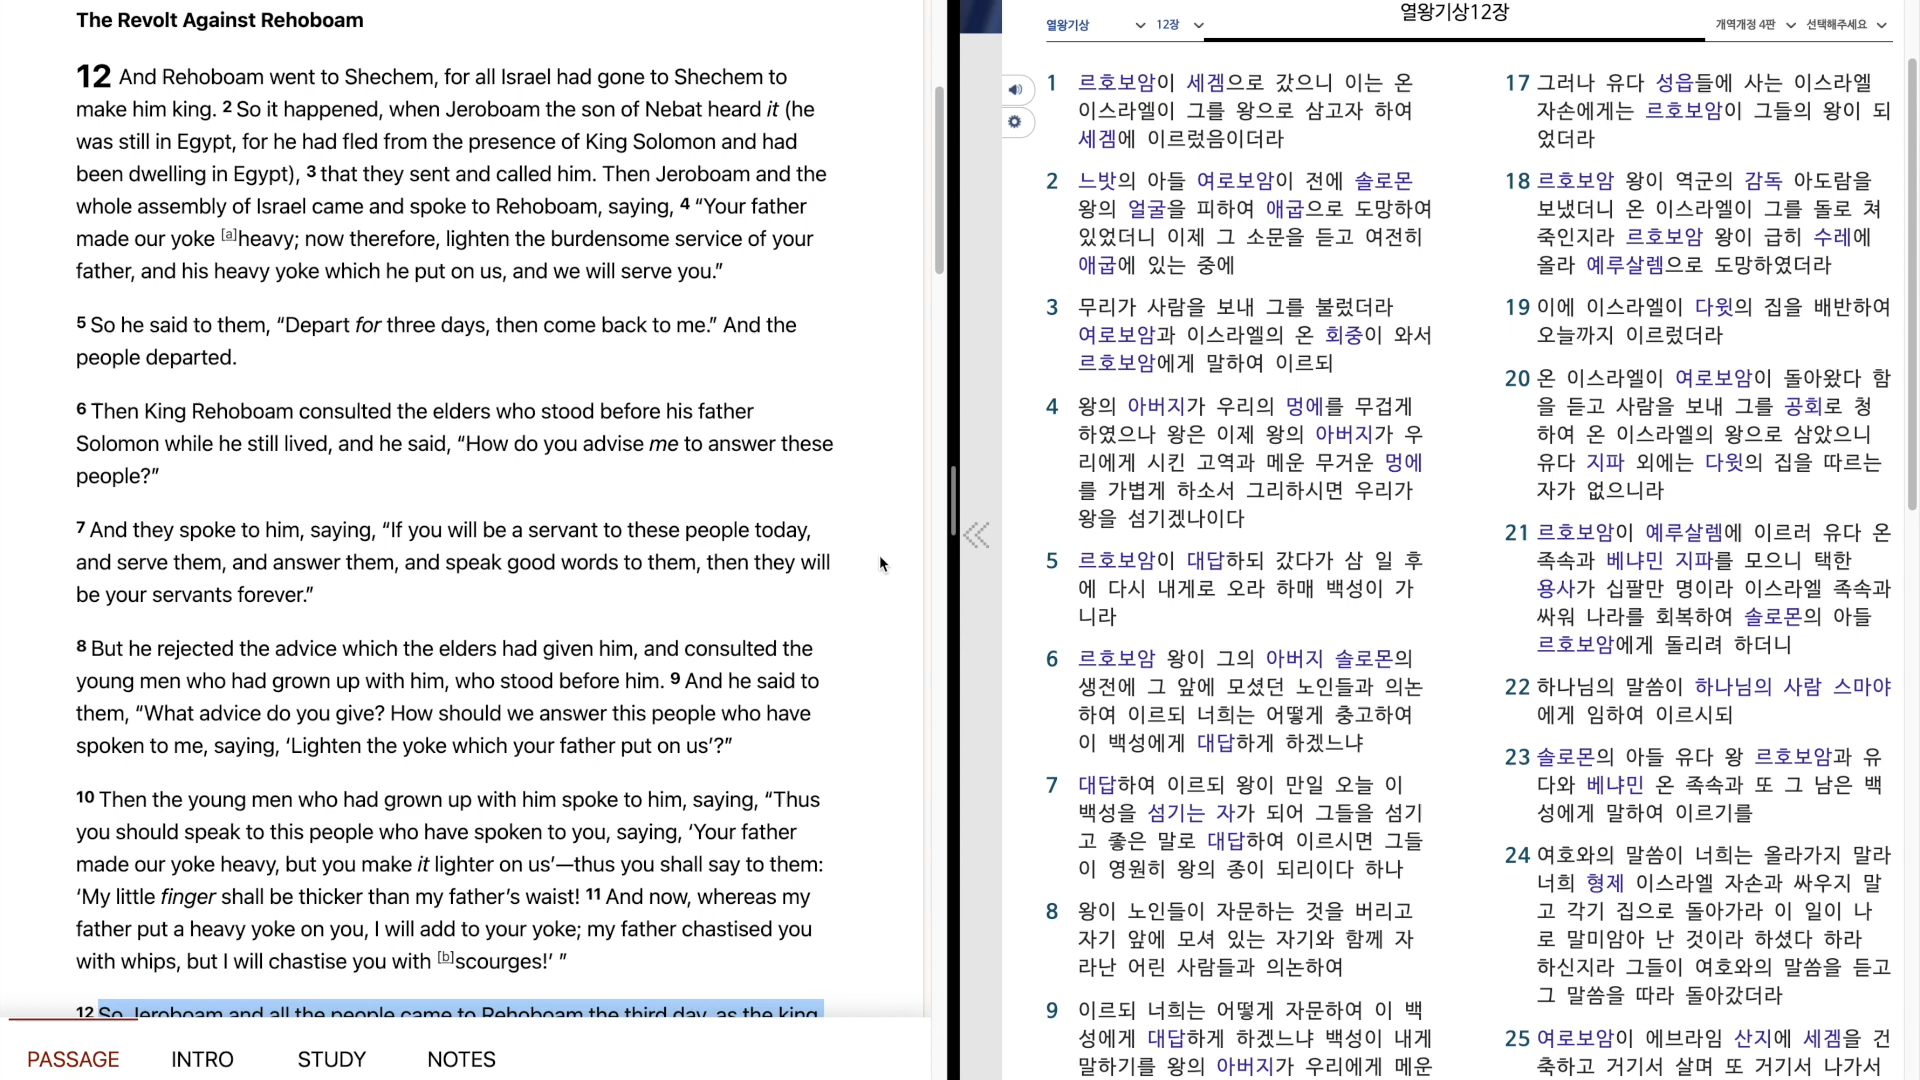 The Revolt Against Rehoboam
12 And Rehoboam went to Shechem, for all Israel had gone to Shechem to
make him king. 2 So it happened, when Jeroboam the son of Nebat heard it (he
was still in Egypt, for he had fled from the presence of King Solomon and had
been dwelling in Egypt), 3 that they sent and called him. Then Jeroboam and the
whole assembly of Israel came and spoke to Rehoboam, saying, 4 “Your father
made our yoke [a]heavy; now therefore, lighten the burdensome service of your
father, and his heavy yoke which he put on us, and we will serve you.”
5 So he said to them, “Depart for three days, then come back to me.” And the
people departed.
6 Then King Rehoboam consulted the elders who stood before his father
Solomon while he still lived, and he said, “How do you advise me to answer these
people?”
7 And they spoke to him, saying, “If you will be a servant to these people today,
and serve them, and answer them, and speak good words to them, then they will
be your servants forever.”
8 But he rejected the advice which the elders had given him, and consulted the
young men who had grown up with him, who stood before him. 9 And he said to
them, “What advice do you give? How should we answer this people who have
spoken to me, saying, ‘Lighten the yoke which your father put on us’?”
10 Then the young men who had grown up with him spoke to him, saying, “Thus
you should speak to this people who have spoken to you, saying, ‘Your father
made our yoke heavy, but you make it lighter on us’—thus you shall say to them:
‘My little finger shall be thicker than my father’s waist! 11 And now, whereas my
father put a heavy yoke on you, I will add to your yoke; my father chastised you
with whips, but I will chastise you with [b]scourges!’ ”
12 So Jeroboam and all the people came to Rehoboam the third day, as the king
PASSAGE INTRO STUDY NOTES
열왕기상 12장 열왕기상12장 개역개정 4판 선택해주세요
1 르호보암이 세겜으로 갔으니 이는 온
이스라엘이 그를 왕으로 삼고자 하여
세겜에 이르렀음이더라
2 느밧의 아들 여로보암이 전에 솔로몬
왕의 얼굴을 피하여 애굽으로 도망하여
있었더니 이제 그 소문을 듣고 여전히
애굽에 있는 중에
3 무리가 사람을 보내 그를 불렀더라
여로보암과 이스라엘의 온 회중이 와서
르호보암에게 말하여 이르되
4 왕의 아버지가 우리의 멍에를 무겁게
하였으나 왕은 이제 왕의 아버지가 우
리에게 시킨 고역과 메운 무거운 멍에
를 가볍게 하소서 그리하시면 우리가
왕을 섬기겠나이다
5 르호보암이 대답하되 갔다가 삼 일 후
에 다시 내게로 오라 하매 백성이 가
니라
6 르호보암 왕이 그의 아버지 솔로몬의
생전에 그 앞에 모셨던 노인들과 의논
하여 이르되 너희는 어떻게 충고하여
이 백성에게 대답하게 하겠느냐
7 대답하여 이르되 왕이 만일 오늘 이
백성을 섬기는 자가 되어 그들을 섬기
고 좋은 말로 대답하여 이르시면 그들
이 영원히 왕의 종이 되리이다 하나
8 왕이 노인들이 자문하는 것을 버리고
자기 앞에 모셔 있는 자기와 함께 자
라난 어린 사람들과 의논하여
9 이르되 너희는 어떻게 자문하여 이 백
성에게 대답하게 하겠느냐 백성이 내게
말하기를 왕의 아버지가 우리에게 메운
17 그러나 유다 성읍들에 사는 이스라엘
자손에게는 르호보암이 그들의 왕이 되
었더라
18 르호보암 왕이 역군의 감독 아도람을
보냈더니 온 이스라엘이 그를 돌로 쳐
죽인지라 르호보암 왕이 급히 수레에
올라 예루살렘으로 도망하였더라
19 이에 이스라엘이 다윗의 집을 배반하여
오늘까지 이르렀더라
20 온 이스라엘이 여로보암이 돌아왔다 함
을 듣고 사람을 보내 그를 공회로 청
하여 온 이스라엘의 왕으로 삼았으니
유다 지파 외에는 다윗의 집을 따르는
자가 없으니라
21 르호보암이 예루살렘에 이르러 유다 온
족속과 베냐민 지파를 모으니 택한
용사가 십팔만 명이라 이스라엘 족속과
싸워 나라를 회복하여 솔로몬의 아들
르호보암에게 돌리려 하더니
22 하나님의 말씀이 하나님의 사람 스마야
에게 임하여 이르시되
23 솔로몬의 아들 유다 왕 르호보암과 유
다와 베냐민 온 족속과 또 그 남은 백
성에게 말하여 이르기를
24 여호와의 말씀이 너희는 올라가지 말라
너희 형제 이스라엘 자손과 싸우지 말
고 각기 집으로 돌아가라 이 일이 나
로 말미암아 난 것이라 하셨다 하라
하신지라 그들이 여호와의 말씀을 듣고
그 말씀을 따라 돌아갔더라
25 여로보암이 에브라임 산지에 세겜을 건
축하고 거기서 살며 또 거기서 나가서